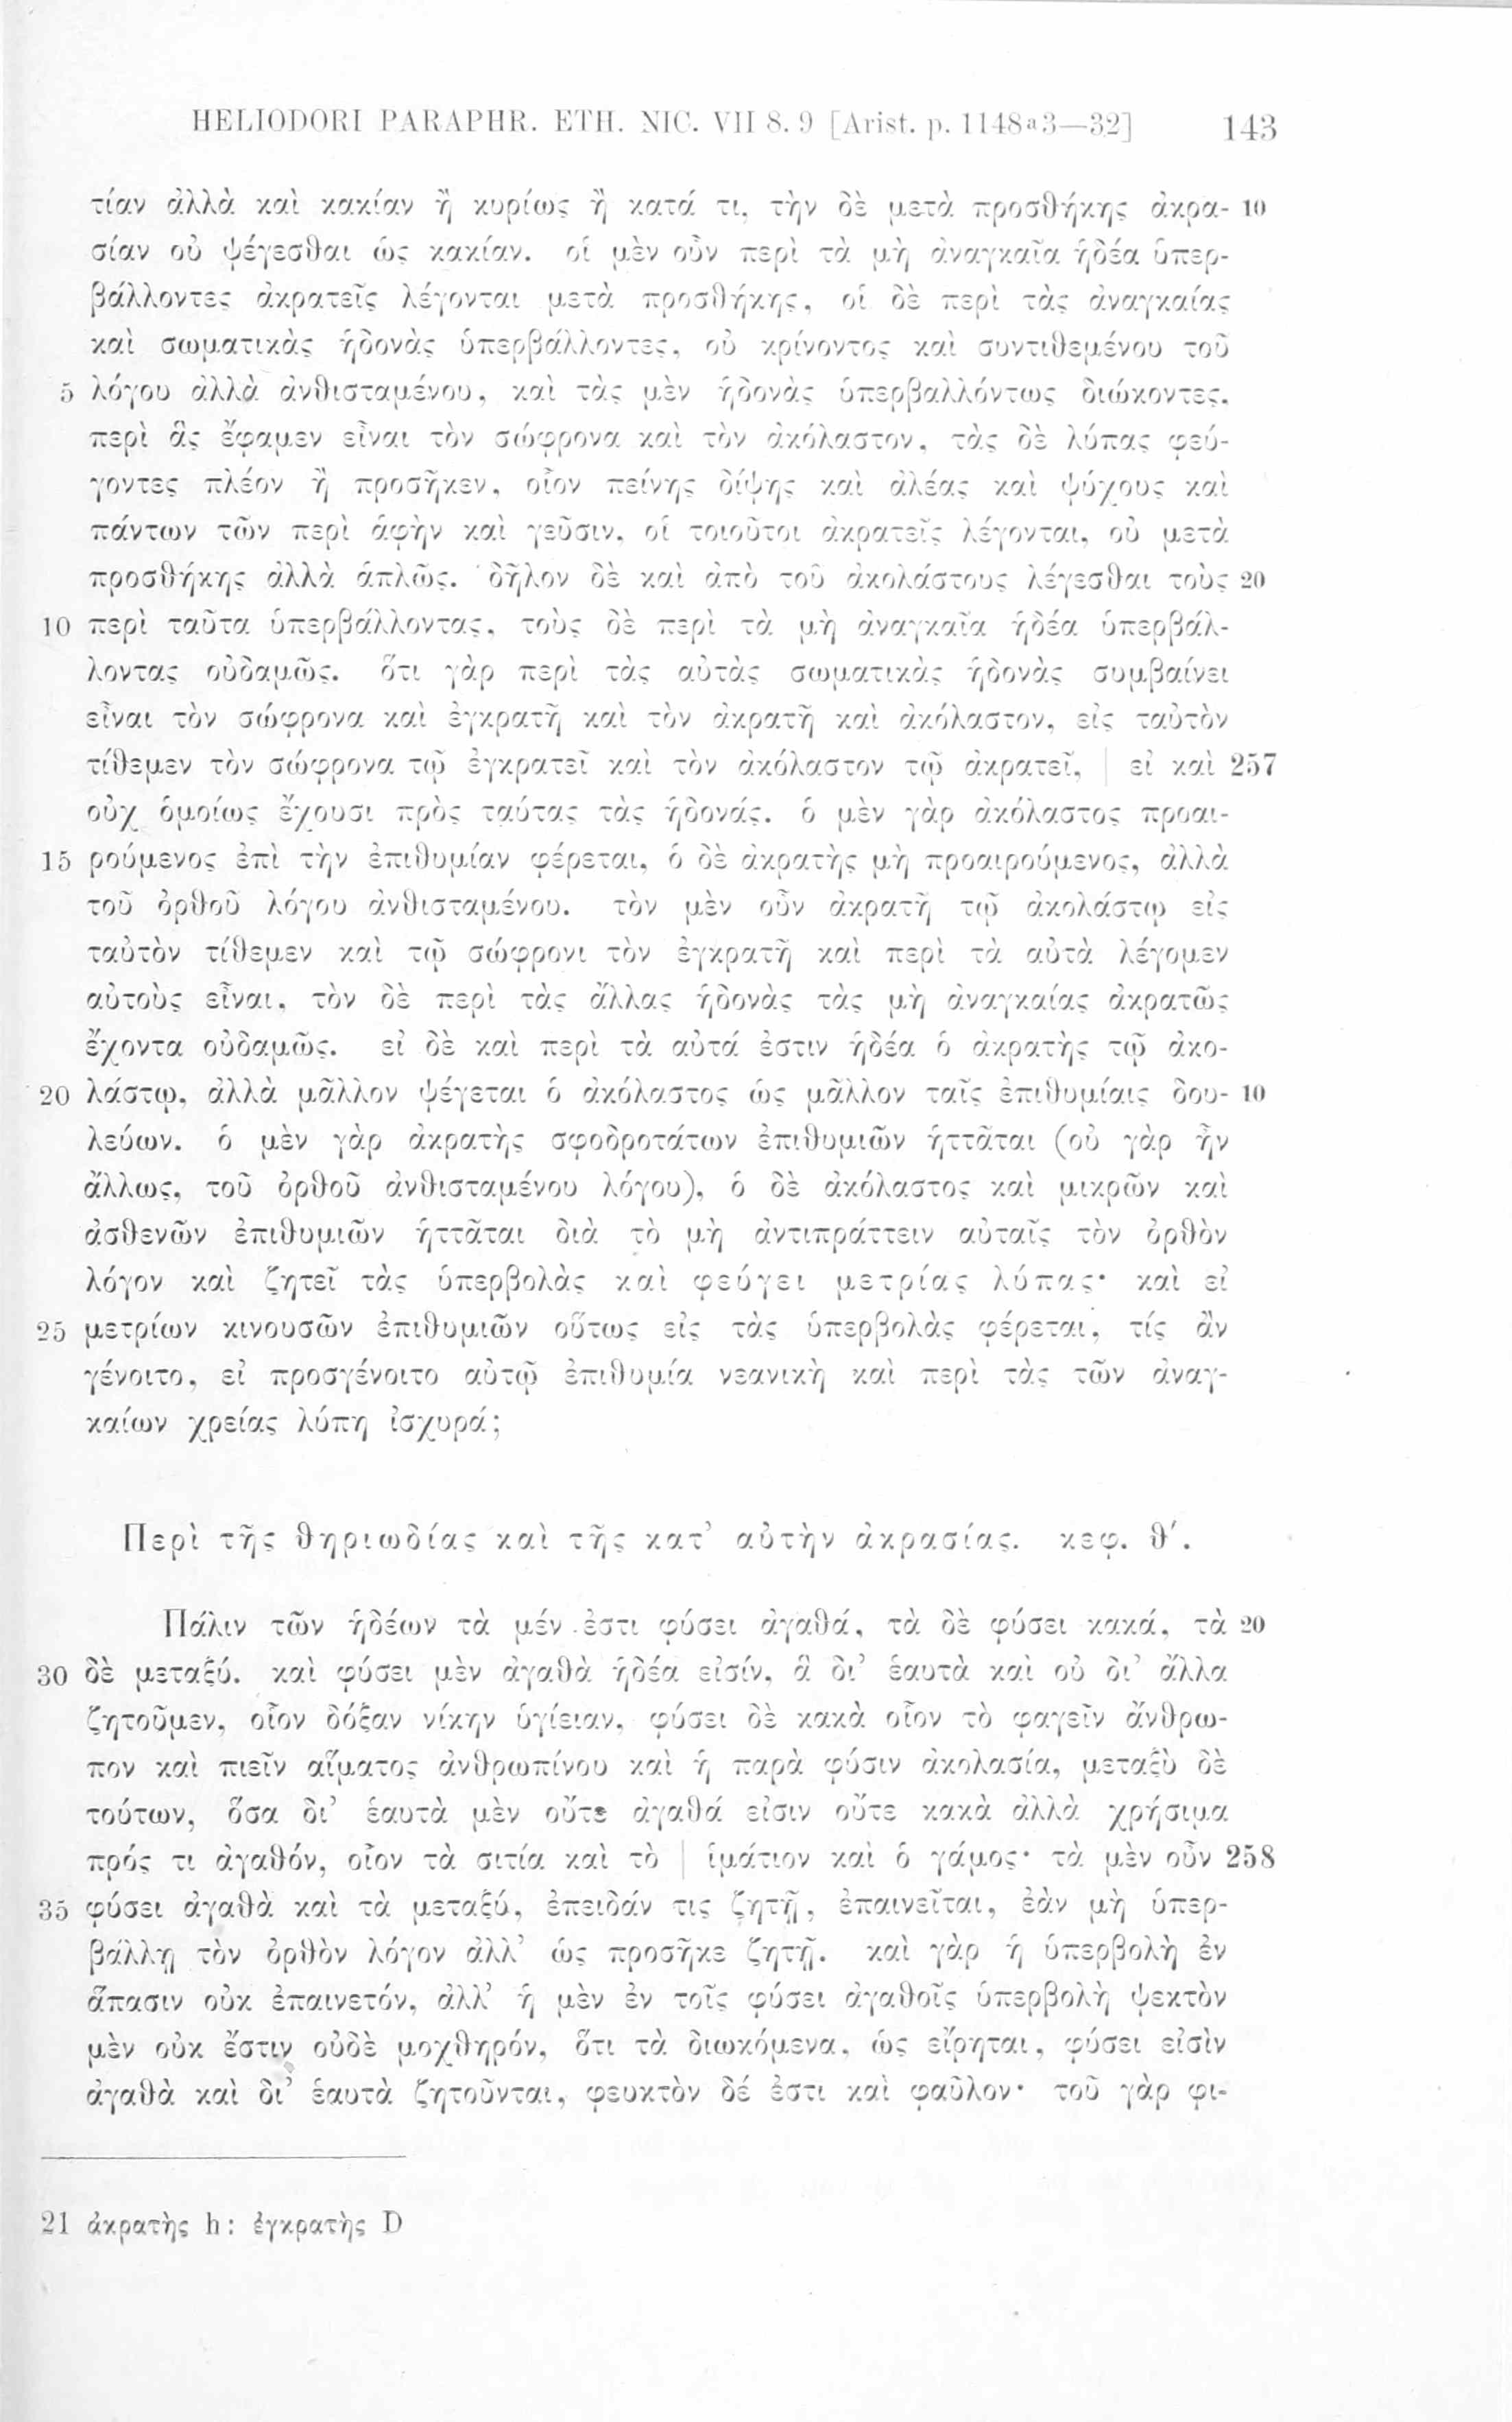 HELIODORI PARAPHR. ETH. NIC. VII 8. 9 [Arist. p. 1148a3—32] 143
τίαν ἀλλὰ καὶ κακίαν ἢ κυρίως ἢ κατά τι, τὴν δὲ μετὰ προσθήκης ἀκρα- 10
σίαν οὐ ψέγεσθαι ὡς κακίαν. οἱ μὲν οὖν περὶ τὰ μὴ ἀναγκαῖα ἡδέα ὑπερ-
βάλλοντες ἀκρατεῖς λέγονται μετὰ προσθήκης, οἱ δὲ περὶ τὰς ἀναγκαίας
καὶ σωματικὰς ἡδονὰς ὑπερβάλλοντες, οὐ κρίνοντος καὶ συντιθεμένου τοῦ
5 λόγου ἀλλὰ ἀνθισταμένου, καὶ τὰς μὲν ἡδονὰς ὑπερβαλλόντως διώκοντες,
περὶ ἃς ἔφαμεν εἶναι τὸν σώφρονα καὶ τὸν ἀκόλαστον, τὰς δὲ λύπας φεύ-
γοντες πλέον ἢ προσῆκεν, οἷον πείνης δίψης καὶ ἀλέας καὶ ψύχους καὶ
πάντων τῶν περὶ ἁφὴν καὶ γεῦσιν, οἱ τοιοῦτοι ἀκρατεῖς λέγονται, οὐ μετὰ
προσθήκης ἀλλὰ ἁπλῶς. δῆλον δὲ καὶ ἀπὸ τοῦ ἀκολάστους λέγεσθαι τοὺς 20
10 περὶ ταῦτα ὑπερβάλλοντας, τοὺς δὲ περὶ τὰ μὴ ἀναγκαῖα ἡδέα ὑπερβάλ-
λοντας οὐδαμῶς. ὅτι γὰρ περὶ τὰς αὐτὰς σωματικὰς ἡδονὰς συμβαίνει
εἶναι τὸν σώφρονα καὶ ἐγκρατῆ καὶ τὸν ἀκρατῆ καὶ ἀκόλαστον, εἰς ταὐτὸν
τίθεμεν τὸν σώφρονα τῷ ἐγκρατεῖ καὶ τὸν ἀκόλαστον τῷ ἀκρατεῖ, | εἰ καὶ 257
οὐχ ὁμοίως ἔχουσι πρὸς ταύτας τὰς ἡδονάς. ὁ μὲν γὰρ ἀκόλαστος προαι-
15 ρούμενος ἐπὶ τὴν ἐπιθυμίαν φέρεται, ὁ δὲ ἀκρατὴς μὴ προαιρούμενος, ἀλλὰ
τοῦ ὀρθοῦ λόγου ἀνθισταμένου. τὸν μὲν οὖν ἀκρατῆ τῷ ἀκολάστῳ εἰς
ταὐτὸν τίθεμεν καὶ τῷ σώφρονι τὸν ἐγκρατῆ καὶ περὶ τὰ αὐτὰ λέγομεν
αὐτοὺς εἶναι, τὸν δὲ περὶ τὰς ἄλλας ἡδονὰς τὰς μὴ ἀναγκαίας ἀκρατῶς
ἔχοντα οὐδαμῶς. εἰ δὲ καὶ περὶ τὰ αὐτά ἐστιν ἡδέα ὁ ἀκρατὴς τῷ ἀκο-
20 λάστῳ, ἀλλὰ μᾶλλον ψέγεται ὁ ἀκόλαστος ὡς μᾶλλον ταῖς ἐπιθυμίαις δου- 10
λεύων. ὁ μὲν γὰρ ἀκρατὴς σφοδροτάτων ἐπιθυμιῶν ἡττᾶται (οὐ γὰρ ἦν
ἄλλως, τοῦ ὀρθοῦ ἀνθισταμένου λόγου), ὁ δὲ ἀκόλαστος καὶ μικρῶν καὶ
ἀσθενῶν ἐπιθυμιῶν ἡττᾶται διὰ τὸ μὴ ἀντιπράττειν αὐταῖς τὸν ὀρθὸν
λόγον καὶ ζητεῖ τὰς ὑπερβολὰς καὶ φεύγει μετρίας λύπας· καὶ εἰ
25 μετρίων κινουσῶν ἐπιθυμιῶν οὕτως εἰς τὰς ὑπερβολὰς φέρεται, τίς ἂν
γένοιτο, εἰ προσγένοιτο αὐτῷ ἐπιθυμία νεανικὴ καὶ περὶ τὰς τῶν ἀναγ-
καίων χρείας λύπη ἰσχυρά;
Περὶ τῆς θηριωδίας καὶ τῆς κατ’ αὐτὴν ἀκρασίας. κεφ. θ′.
Πάλιν τῶν ἡδέων τὰ μέν ἐστι φύσει ἀγαθά, τὰ δὲ φύσει κακά, τὰ 20
30 δὲ μεταξύ. καὶ φύσει μὲν ἀγαθὰ ἡδέα εἰσίν, ἃ δι’ ἑαυτὰ καὶ οὐ δι’ ἄλλα
ζητοῦμεν, οἷον δόξαν νίκην ὑγίειαν, φύσει δὲ κακὰ οἷον τὸ φαγεῖν ἄνθρω-
πον καὶ πιεῖν αἵματος ἀνθρωπίνου καὶ ἡ παρὰ φύσιν ἀκολασία, μεταξὺ δὲ
τούτων, ὅσα δι’ ἑαυτὰ μὲν οὔτε ἀγαθά εἰσιν οὔτε κακὰ ἀλλὰ χρήσιμα
πρός τι ἀγαθόν, οἷον τὰ σιτία καὶ τὸ | ἱμάτιον καὶ ὁ γάμος· τὰ μὲν οὖν 258
35 φύσει ἀγαθὰ καὶ τὰ μεταξύ, ἐπειδάν τις ζητῇ, ἐπαινεῖται, ἐὰν μὴ ὑπερ-
βάλλῃ τὸν ὀρθὸν λόγον ἀλλ’ ὡς προσῆκε ζητῇ. καὶ γὰρ ἡ ὑπερβολὴ ἐν
ἅπασιν οὐκ ἐπαινετόν, ἀλλ’ ἡ μὲν ἐν τοῖς φύσει ἀγαθοῖς ὑπερβολὴ ψεκτὸν
μὲν οὐκ ἔστιν οὐδὲ μοχθηρόν, ὅτι τὰ διωκόμενα, ὡς εἴρηται, φύσει εἰσὶν
ἀγαθὰ καὶ δι’ ἑαυτὰ ζητοῦνται, φευκτὸν δέ ἐστι καὶ φαῦλον· τοῦ γὰρ φι-
21 ἀκρατὴς h: ἐγκρατὴς D